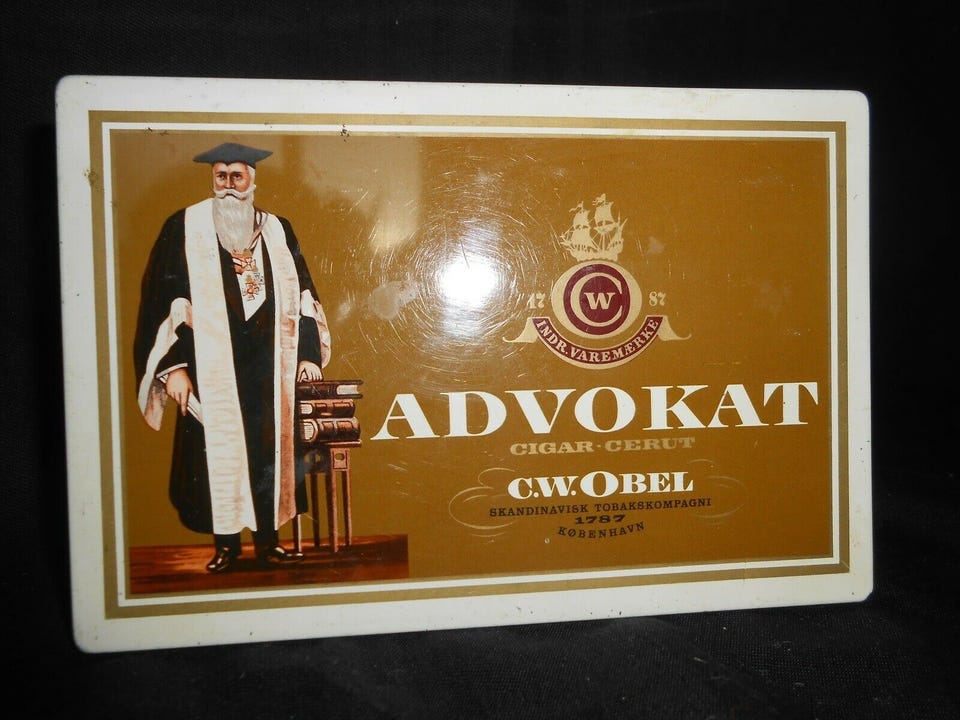 17 CW 87
INDR. VAREMÆRKE
ADVOKAT
CIGAR · CERUT
C.W. OBEL
SKANDINAVISK TOBAKSKOMPAGNI
1787
KØBENHAVN